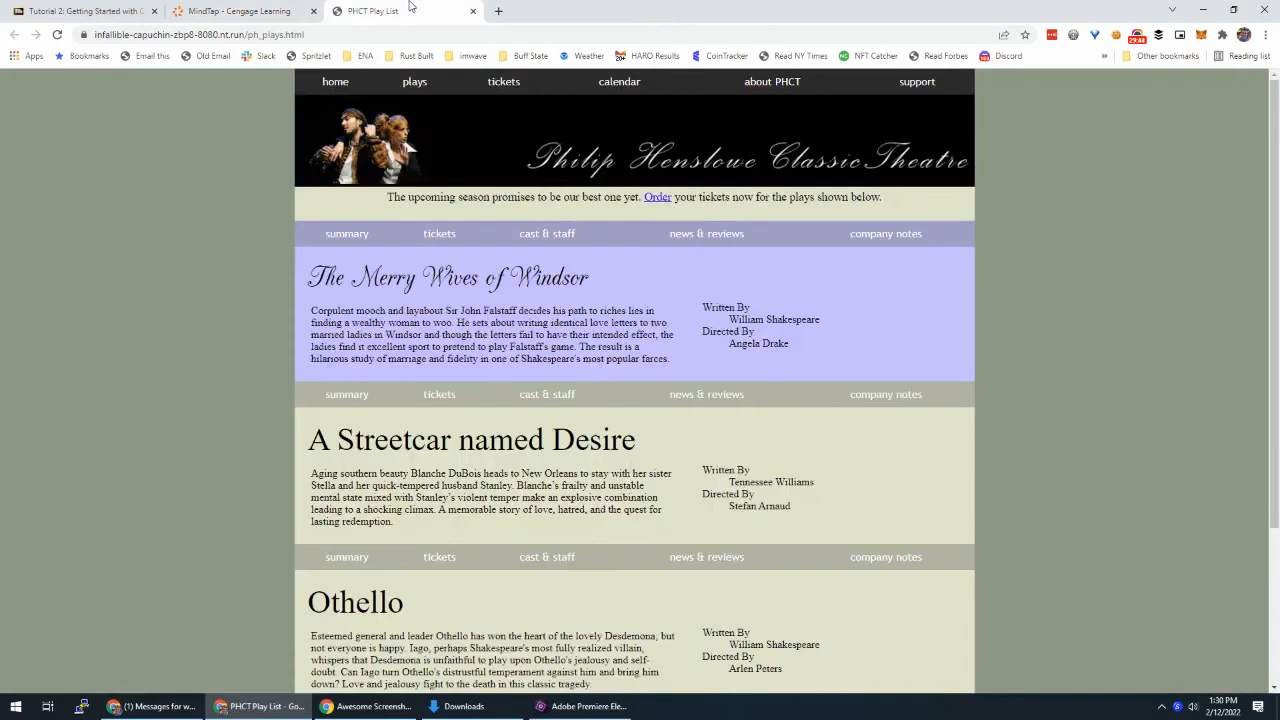 Tutorial 2: Getting Started with C
MindTap - Cengage Learning
PHCT Play List
infallible-capuchin-zbp8-8080.nt.run/ph_plays.html
29:44
Apps Bookmarks Email this Old Email Slack Spritzlet ENA Rust Built imwave Buff State Weather HARO Results CoinTracker Read NY Times NFT Catcher Read Forbes Discord » Other bookmarks Reading list
home plays tickets calendar about PHCT support
Philip Henslowe Classic Theatre
The upcoming season promises to be our best one yet. Order your tickets now for the plays shown below.
summary tickets cast & staff news & reviews company notes
The Merry Wives of Windsor
Corpulent mooch and layabout Sir John Falstaff decides his path to riches lies in
finding a wealthy woman to woo. He sets about writing identical love letters to two
married ladies in Windsor and though the letters fail to have their intended effect, the
ladies find it excellent sport to pretend to play Falstaff's game. The result is a
hilarious study of marriage and fidelity in one of Shakespeare's most popular farces.
Written By
William Shakespeare
Directed By
Angela Drake
summary tickets cast & staff news & reviews company notes
A Streetcar named Desire
Aging southern beauty Blanche DuBois heads to New Orleans to stay with her sister
Stella and her quick-tempered husband Stanley. Blanche's frailty and unstable
mental state mixed with Stanley's violent temper make an explosive combination
leading to a shocking climax. A memorable story of love, hatred, and the quest for
lasting redemption.
Written By
Tennessee Williams
Directed By
Stefan Arnaud
summary tickets cast & staff news & reviews company notes
Othello
Esteemed general and leader Othello has won the heart of the lovely Desdemona; but
not everyone is happy. Iago, perhaps Shakespeare's most fully realized villain,
whispers that Desdemona is unfaithful to play upon Othello's jealousy and self-
doubt. Can Iago turn Othello's distrustful temperament against him and bring him
down? Love and jealousy fight to the death in this classic tragedy.
Written By
William Shakespeare
Directed By
Arlen Peters
(1) Messages for w... PHCT Play List - Go... Awesome Screensh... Downloads Adobe Premiere Ele...
1:30 PM
2/12/2022